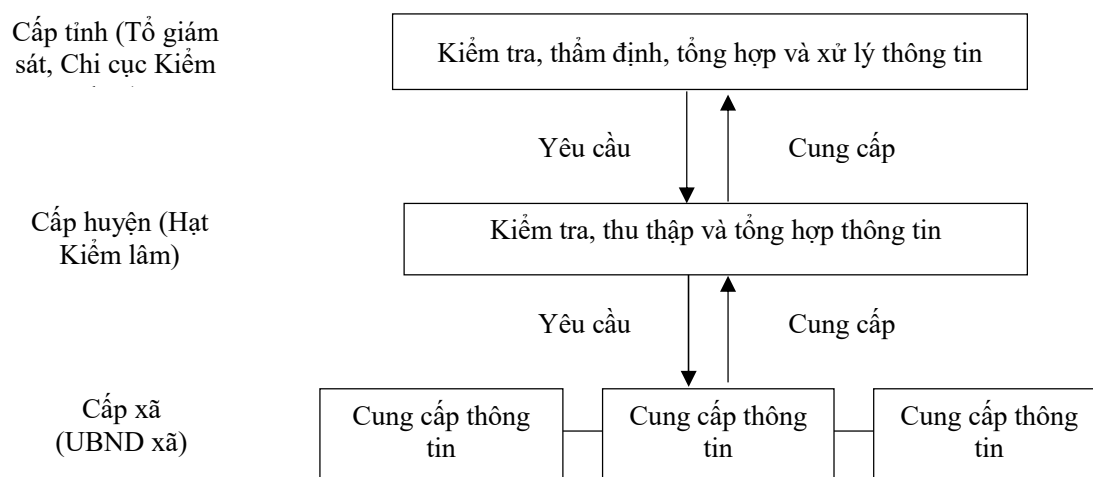 Cấp tỉnh (Tổ giám
sát, Chi cục Kiểm
Kiểm tra, thẩm định, tổng hợp và xử lý thông tin
Yêu cầu
Cung cấp
Cấp huyện (Hạt
Kiểm lâm)
Kiểm tra, thu thập và tổng hợp thông tin
Yêu cầu
Cung cấp
Cấp xã
(UBND xã)
Cung cấp thông
tin
Cung cấp thông
tin
Cung cấp thông
tin